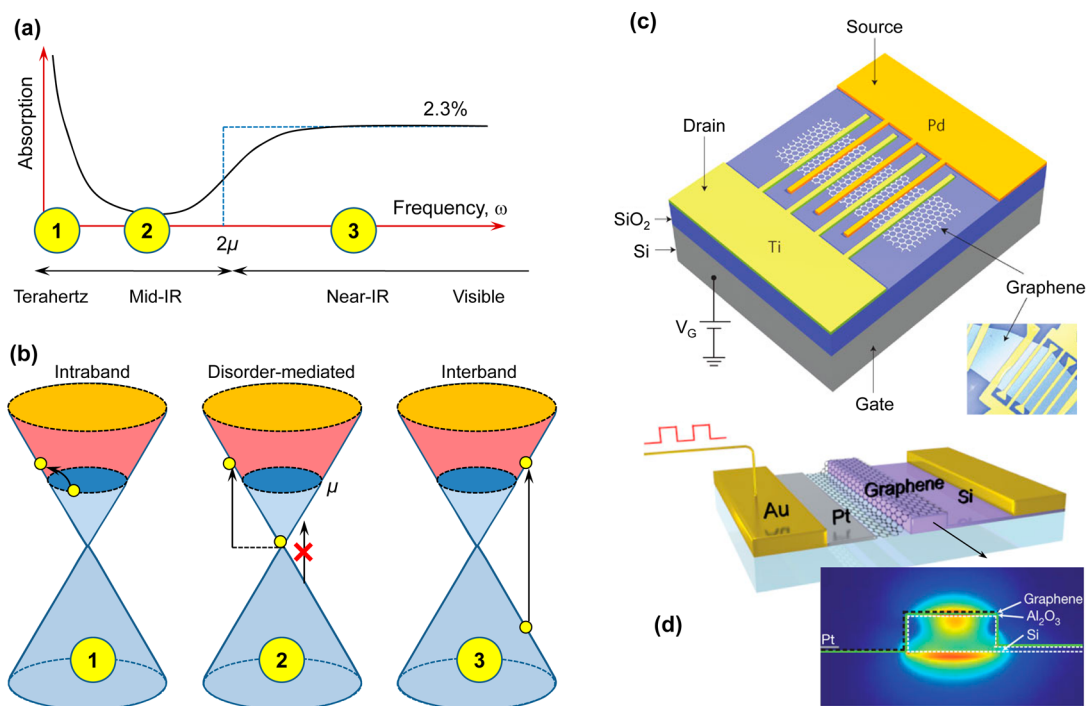 (a)
Absorption
2.3%
Frequency, ω
1
2
3
2μ
Terahertz
Mid-IR
Near-IR
Visible
(b)
Intraband
Disorder-mediated
Interband
μ
1
2
3
(c)
Source
Pd
Drain
SiO₂
Si
Ti
Graphene
V_G
Gate
Au
Pt
Graphene
Si
(d)
Graphene
Al₂O₃
Si
Pt